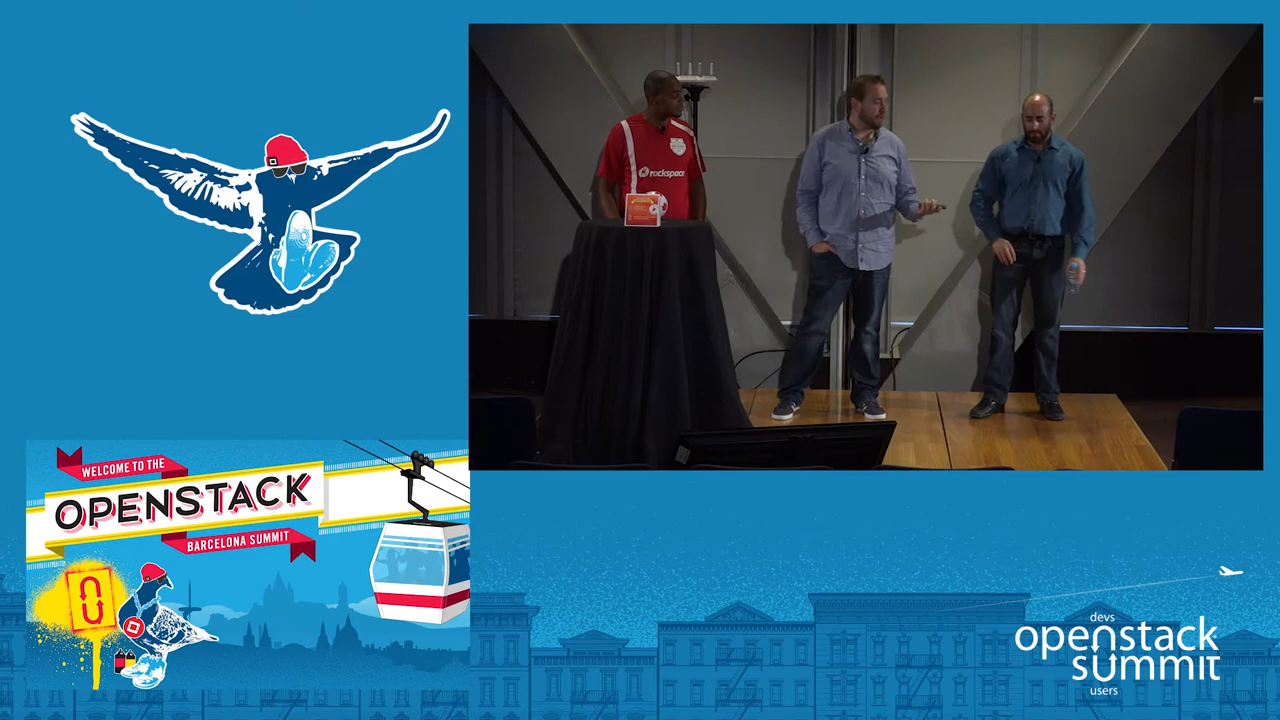 rackspace
WELCOME TO THE
OPENSTACK
BARCELONA SUMMIT
devs
openstack
summit
users